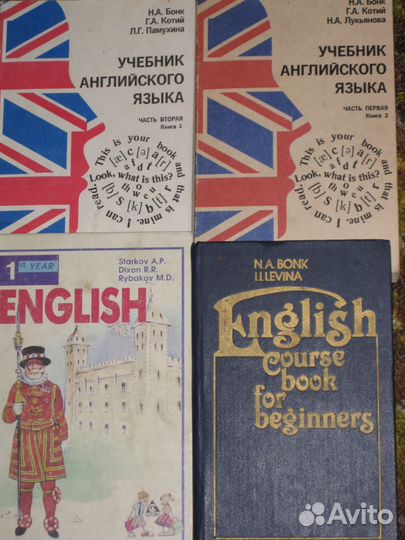 Н.А. Бонк
Г.А. Котий
Л.Г. Памухина
УЧЕБНИК
АНГЛИЙСКОГО
ЯЗЫКА
ЧАСТЬ ВТОРАЯ
Книга 2
This is your book and that is mine. I can read.
[æ] c [ə] a [r]
a f d t
Look, what is this?
t o
o th w e u
[b] s [k] b [t] r
Н.А. Бонк
Г.А. Котий
Н.А. Лукьянова
УЧЕБНИК
АНГЛИЙСКОГО
ЯЗЫКА
ЧАСТЬ ПЕРВАЯ
Книга 2
This is your book and that is mine. I can read.
[æ] c [ə] a [r]
a f d t
Look, what is this?
t o
o th w e u
[b] s [k] b [t] r
1st YEAR
Starkov A.P.
Dixon R.R.
Rybakov M.D.
ENGLISH
N.A. BONK
I.I. LEVINA
English
course
book
for
beginners
Avito